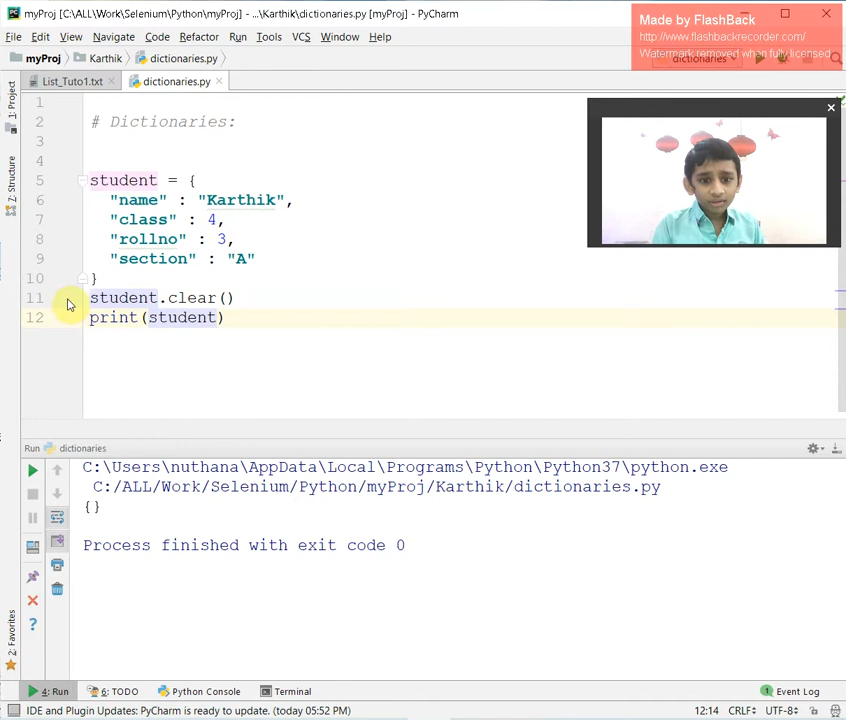 myProj [C:\ALL\Work\Selenium\Python\myProj] - ...\Karthik\dictionaries.py [myProj] - PyCharm
Made by FlashBack
http://www.flashbackrecorder.com/
Watermark removed when fully licensed
File Edit View Navigate Code Refactor Run Tools VCS Window Help
myProj Karthik dictionaries.py
dictionaries
List_Tuto1.txt dictionaries.py
1: Project
7: Structure
2: Favorites
1
2 # Dictionaries:
3
4
5 student = {
6 "name" : "Karthik",
7 "class" : 4,
8 "rollno" : 3,
9 "section" : "A"
10 }
11 student.clear()
12 print(student)
Run dictionaries
C:\Users\nuthana\AppData\Local\Programs\Python\Python37\python.exe
C:/ALL/Work/Selenium/Python/myProj/Karthik/dictionaries.py
{}
Process finished with exit code 0
4: Run 6: TODO Python Console Terminal 1 Event Log
IDE and Plugin Updates: PyCharm is ready to update. (today 05:52 PM) 12:14 CRLF UTF-8